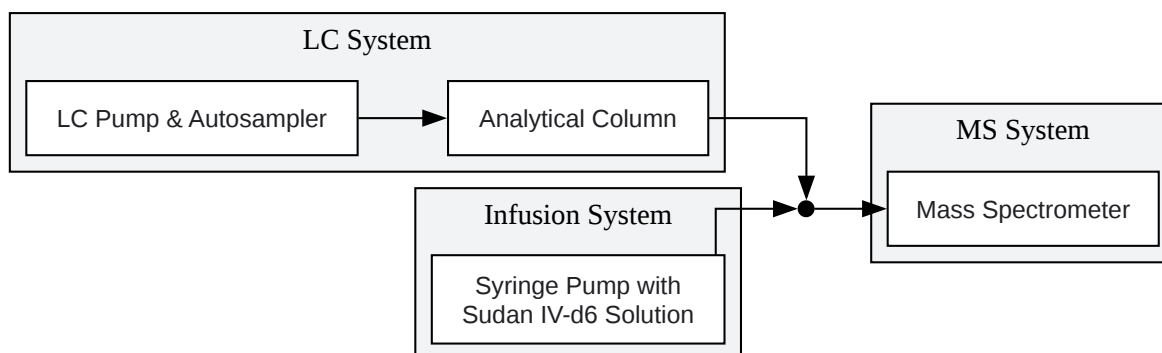 LC System
LC Pump & Autosampler
Analytical Column
MS System
Mass Spectrometer
Infusion System
Syringe Pump with
Sudan IV-d6 Solution